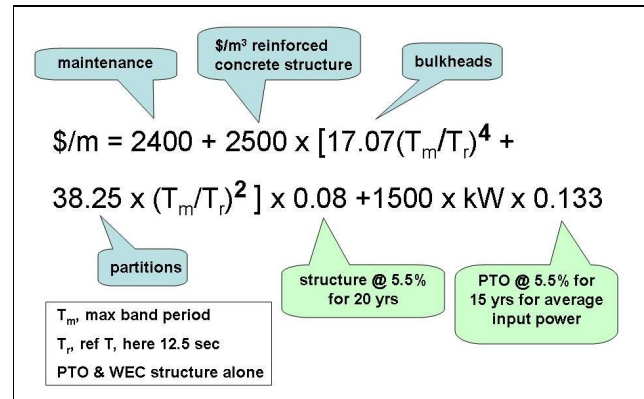 maintenance
$/m³ reinforced
concrete structure
bulkheads
$/m = 2400 + 2500 x [17.07(Tₘ/Tᵣ)⁴ +
38.25 x (Tₘ/Tᵣ)² ] x 0.08 +1500 x kW x 0.133
partitions
structure @ 5.5%
for 20 yrs
PTO @ 5.5% for
15 yrs for average
input power
Tₘ, max band period
Tᵣ, ref T, here 12.5 sec
PTO & WEC structure alone